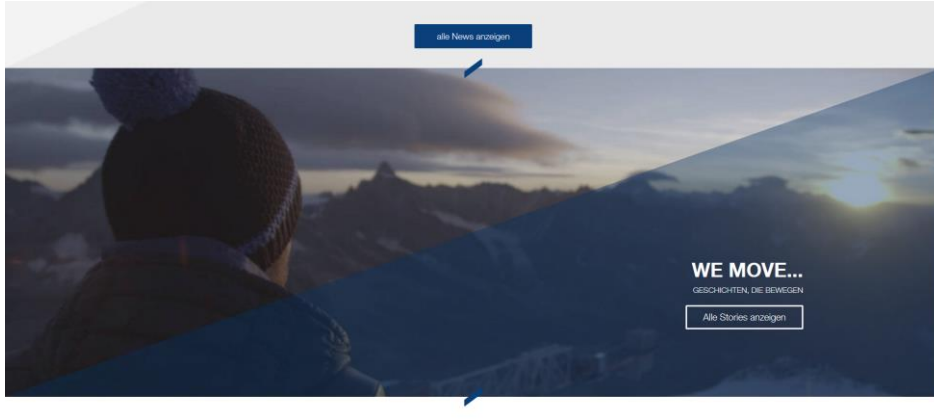 alle News anzeigen
WE MOVE...
GESCHICHTEN, DIE BEWEGEN
Alle Stories anzeigen